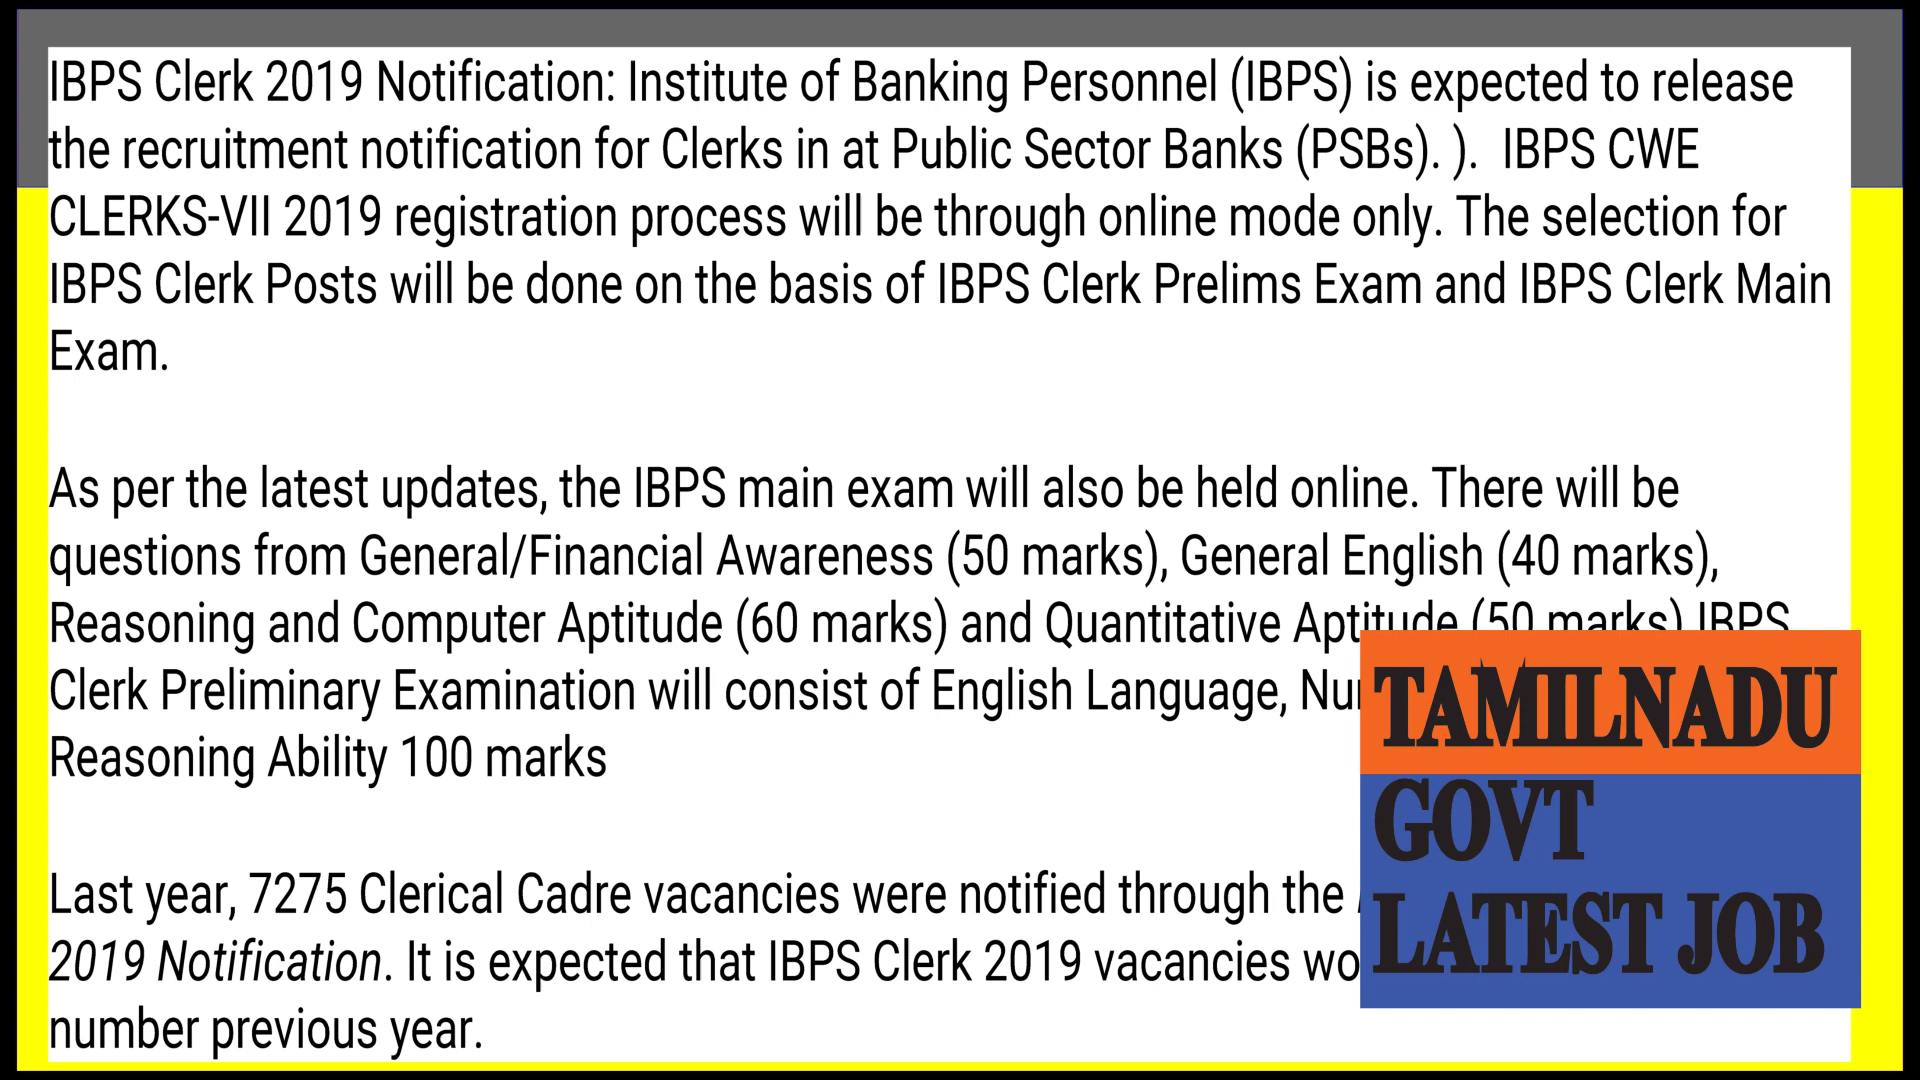 IBPS Clerk 2019 Notification: Institute of Banking Personnel (IBPS) is expected to release
the recruitment notification for Clerks in at Public Sector Banks (PSBs). ).  IBPS CWE
CLERKS-VII 2019 registration process will be through online mode only. The selection for
IBPS Clerk Posts will be done on the basis of IBPS Clerk Prelims Exam and IBPS Clerk Main
Exam.
As per the latest updates, the IBPS main exam will also be held online. There will be
questions from General/Financial Awareness (50 marks), General English (40 marks),
Reasoning and Computer Aptitude (60 marks) and Quantitative Aptitude (50 marks) IBPS
Clerk Preliminary Examination will consist of English Language,
Reasoning Ability 100 marks
Last year, 7275 Clerical Cadre vacancies were notified through the
2019 Notification. It is expected that IBPS Clerk 2019 vacancies
number previous year.
TAMILNADU
GOVT
LATEST JOB